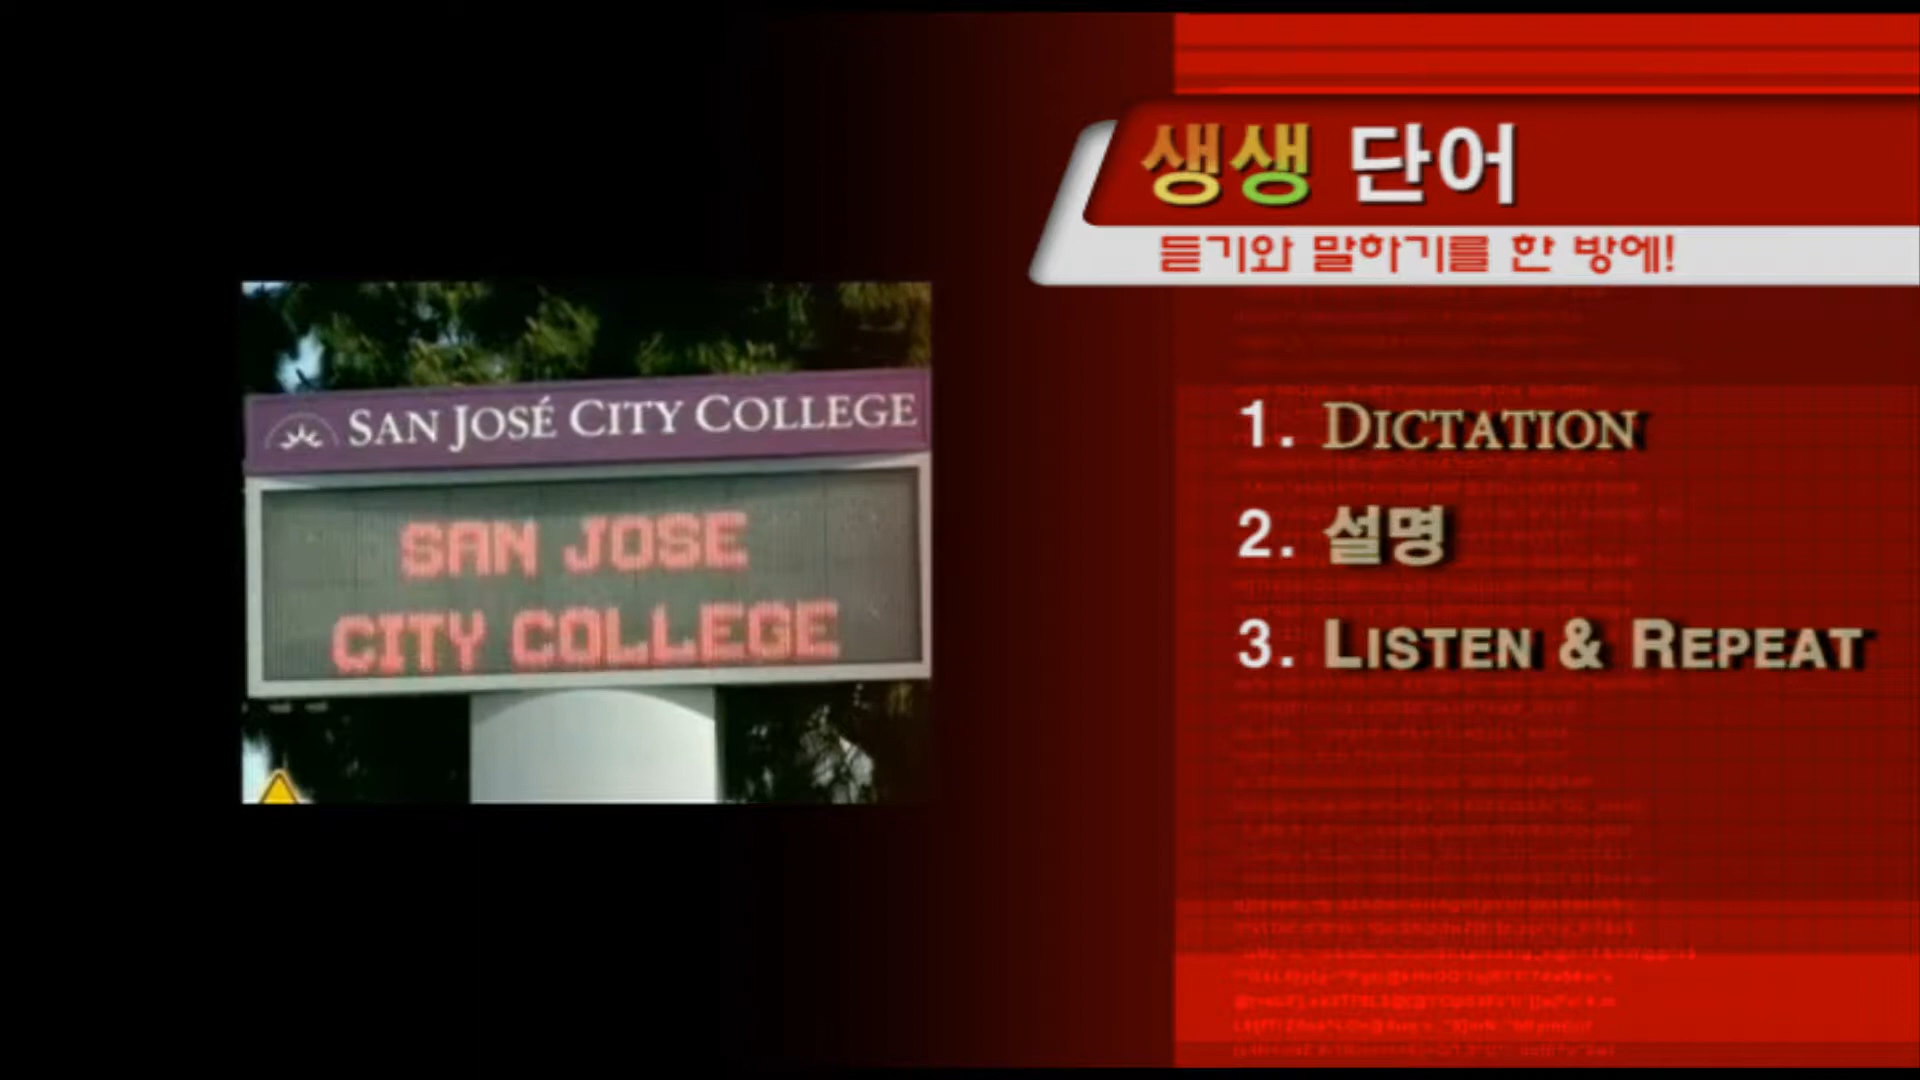 생생 단어
듣기와 말하기를 한 방에!
SAN JOSÉ CITY COLLEGE
SAN JOSE
CITY COLLEGE
1. DICTATION
2. 설명
3. LISTEN & REPEAT